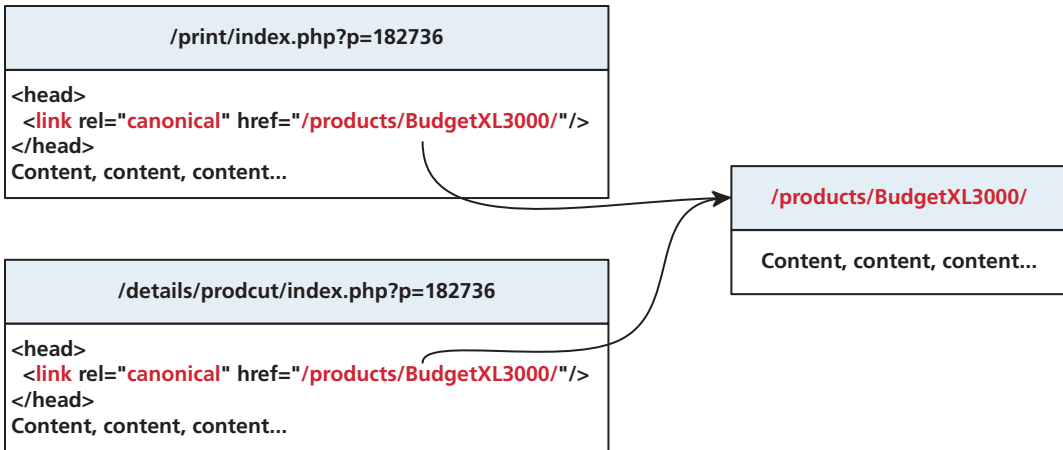 /print/index.php?p=182736
<head>
<link rel="canonical" href="/products/BudgetXL3000/"/>
</head>
Content, content, content...
/products/BudgetXL3000/
Content, content, content...
/details/prodcut/index.php?p=182736
<head>
<link rel="canonical" href="/products/BudgetXL3000/"/>
</head>
Content, content, content...